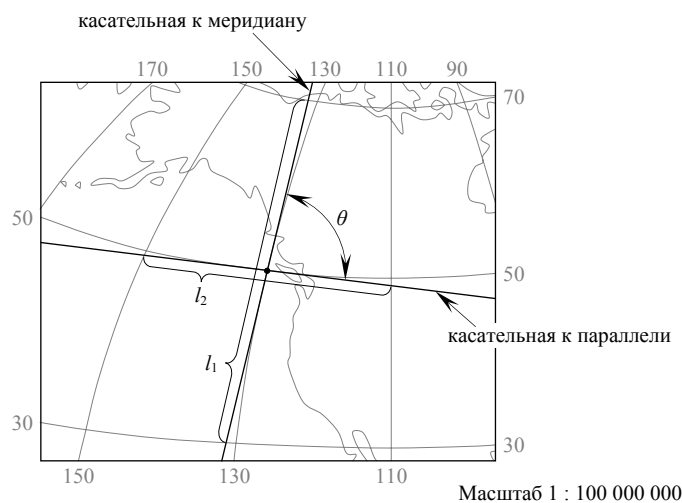 касательная к меридиану
170 150 130 110 90
70
50
θ
50
l2
касательная к параллели
l1
30
30
150 130 110
Масштаб 1 : 100 000 000